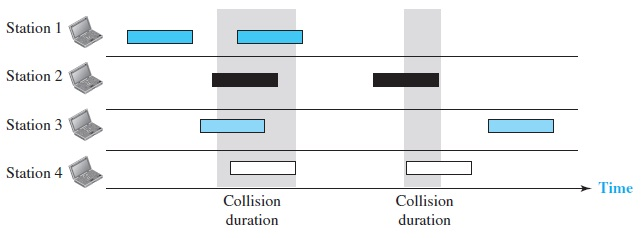 Station 1
Station 2
Station 3
Station 4
Time
Collision
duration
Collision
duration